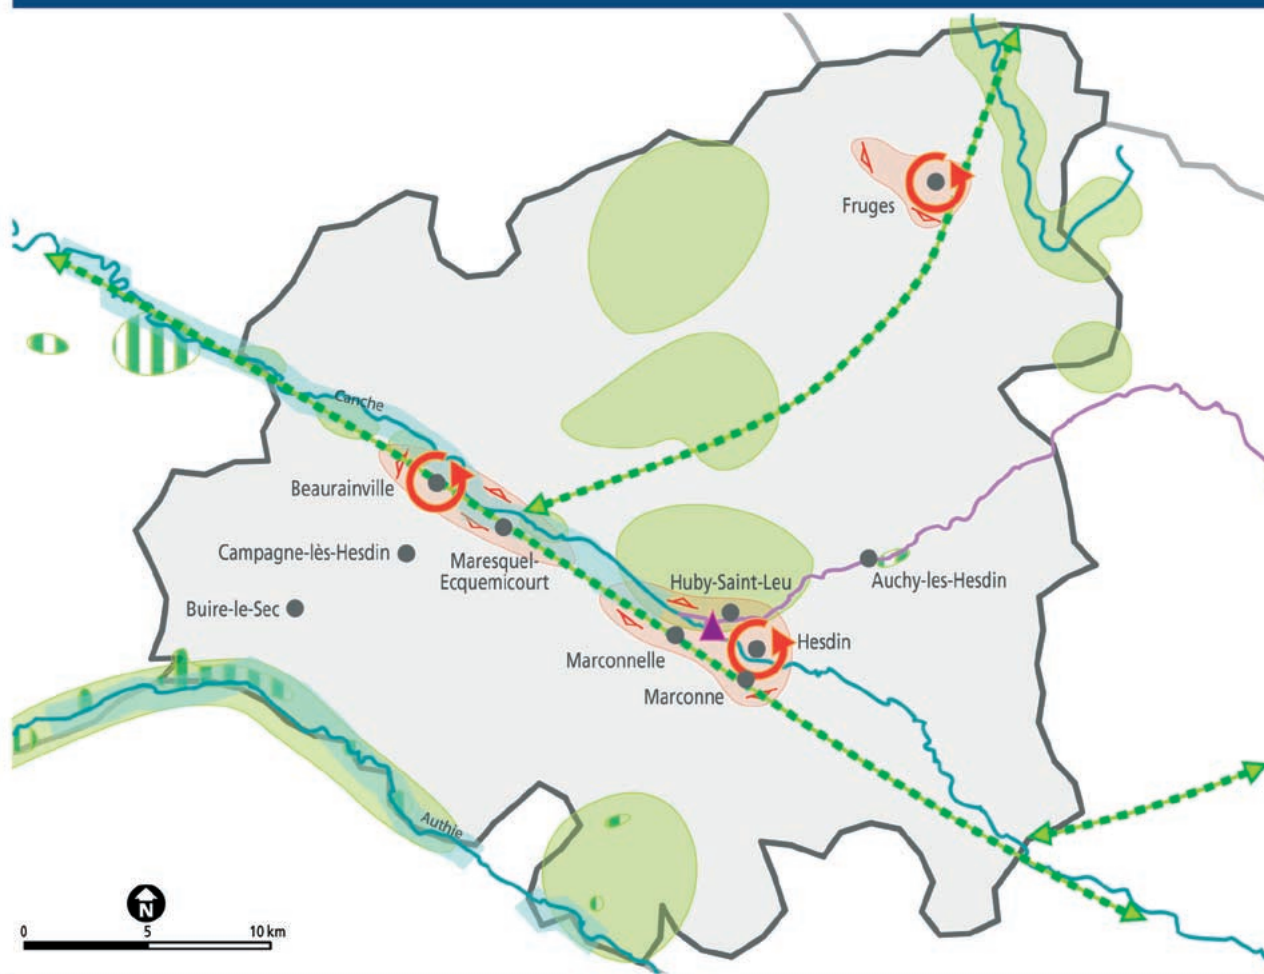 Fruges
Canche
Beaurainville
Campagne-lès-Hesdin
Maresquel-
Ecquemicourt
Huby-Saint-Leu
Auchy-les-Hesdin
Buire-le-Sec
Hesdin
Marconnelle
Marconne
Authie
N
0 5 10 km